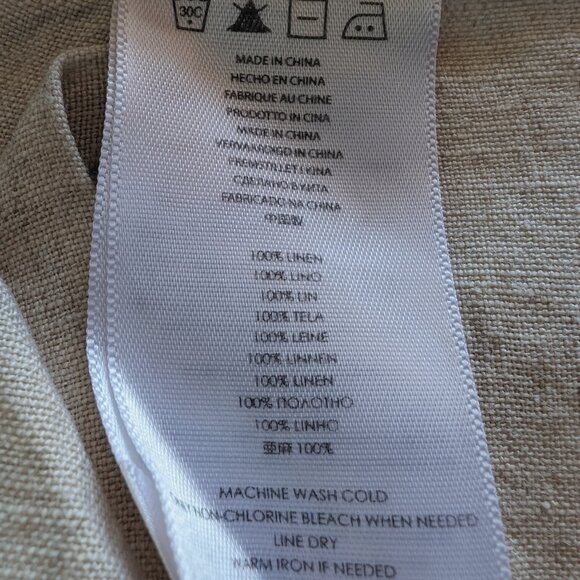 30C
MADE IN CHINA
HECHO EN CHINA
FABRIQUE AU CHINE
PRODOTTO IN CINA
MADE IN CHINA
VERVAARDIGD IN CHINA
FREMSTILLET I KINA
СДЕЛАНО В КИТА
FABRICADO NA CHINA
中国製
100% LINEN
100% LINO
100% LIN
100% TELA
100% LEINE
100% LINNEN
100% LINEN
100% ПОЛОТНО
100% LINHO
亜麻 100%
MACHINE WASH COLD
NON-CHLORINE BLEACH WHEN NEEDED
LINE DRY
WARM IRON IF NEEDED